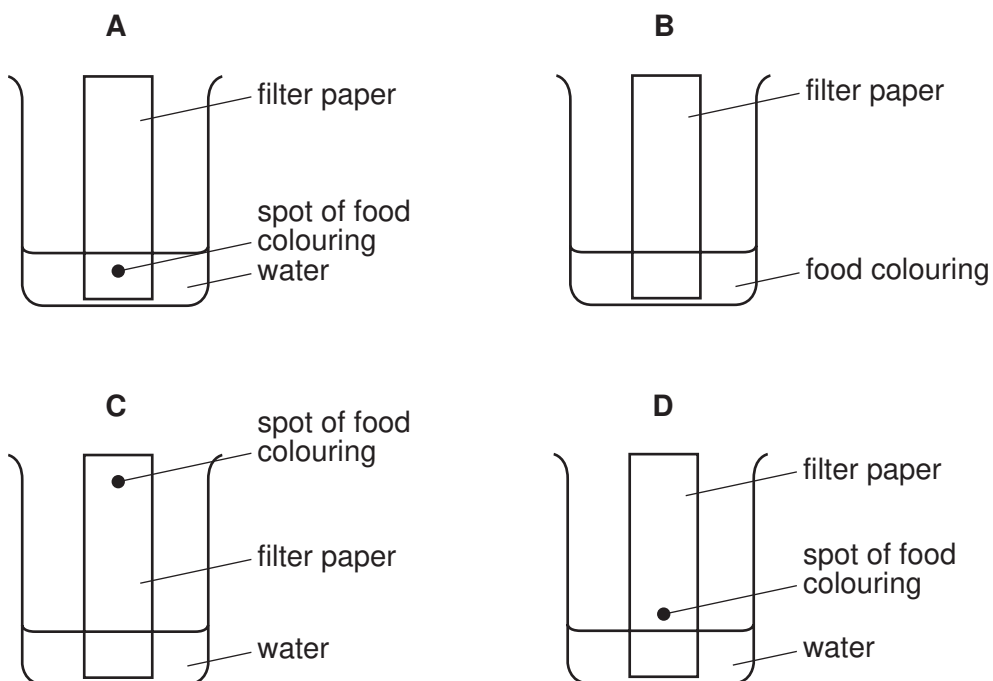 A
filter paper
spot of food
colouring
water
B
filter paper
food colouring
C
spot of food
colouring
filter paper
water
D
filter paper
spot of food
colouring
water